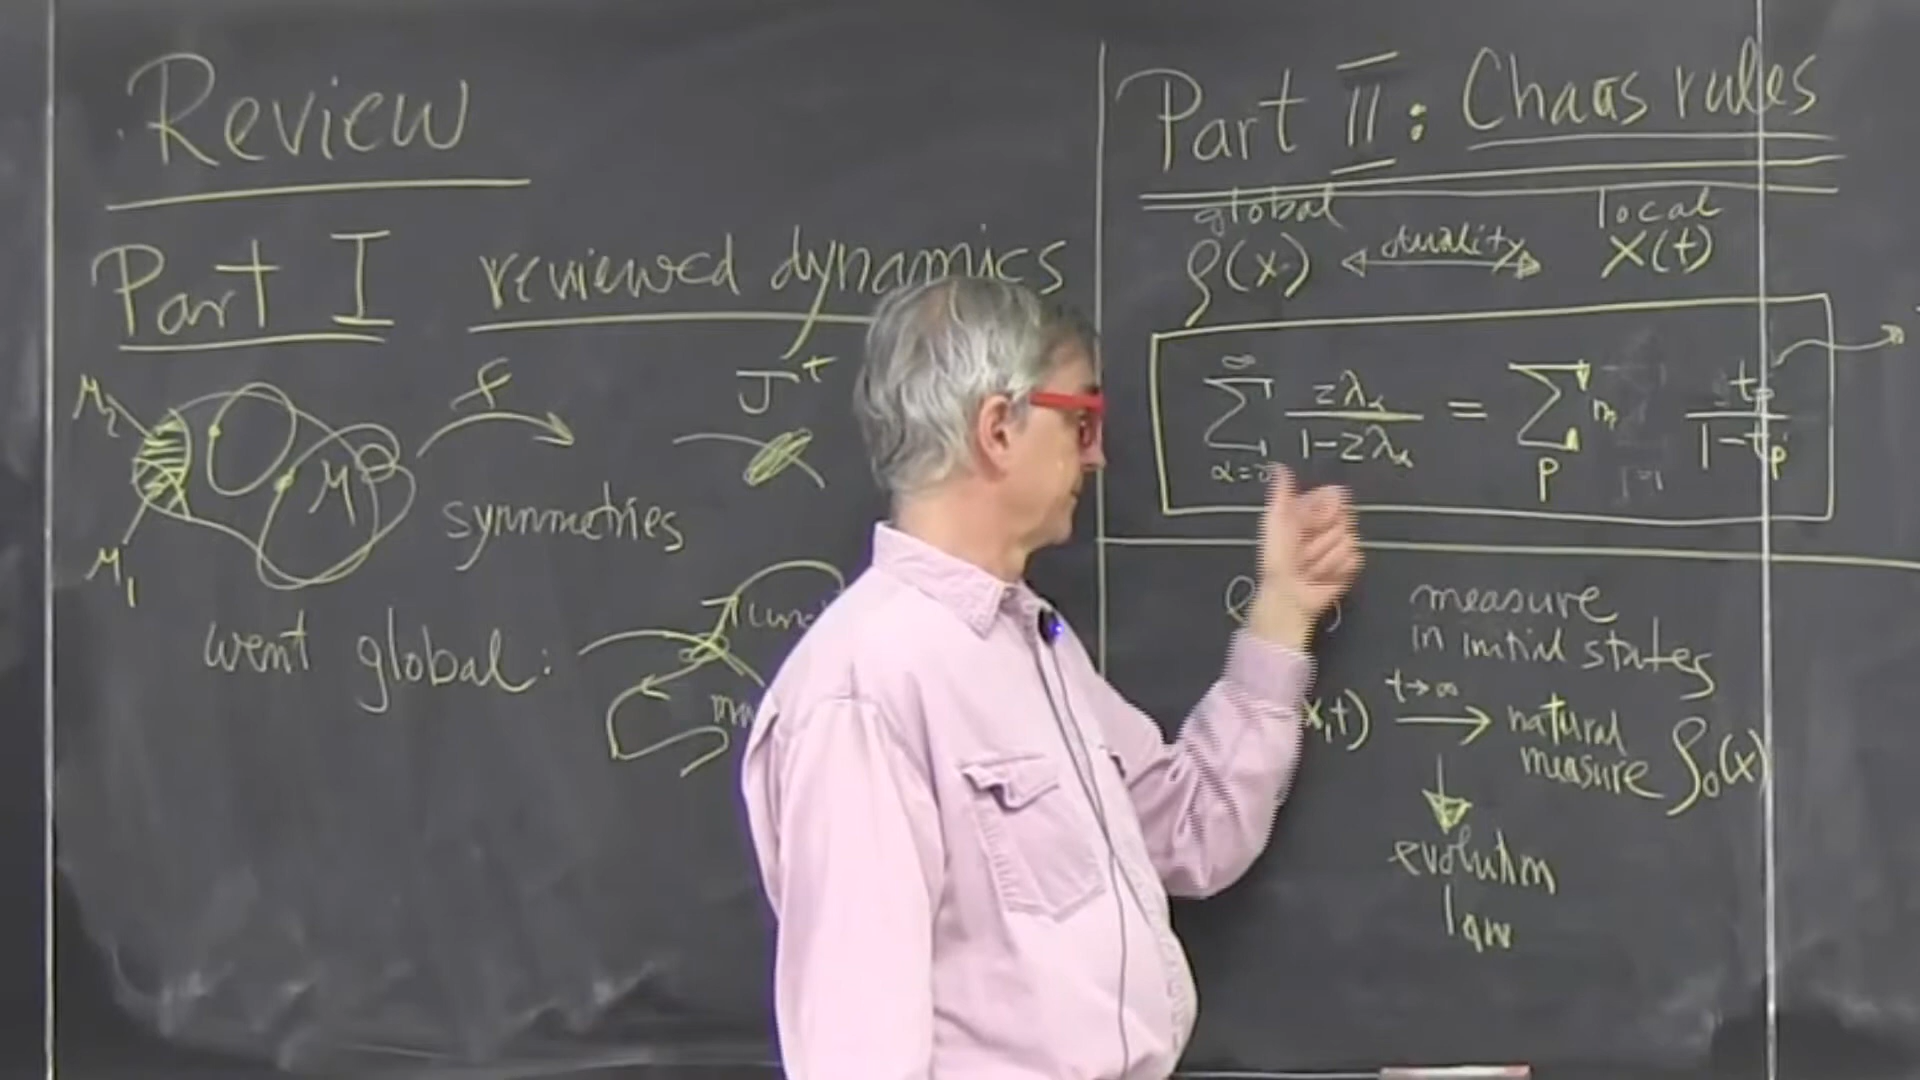 Review
Part I reviewed dynamics
M₂
M
M₁
f
Jᵗ
symmetries
went global:
Part II: Chaos rules
global
local
ρ(x) duality x(t)
∞
∑ zλα / 1-zλα = ∑ n tp / 1-tp
α=0
p
measure
in initial states
x,t) t→∞ natural
measure ρ₀(x)
evolution
law